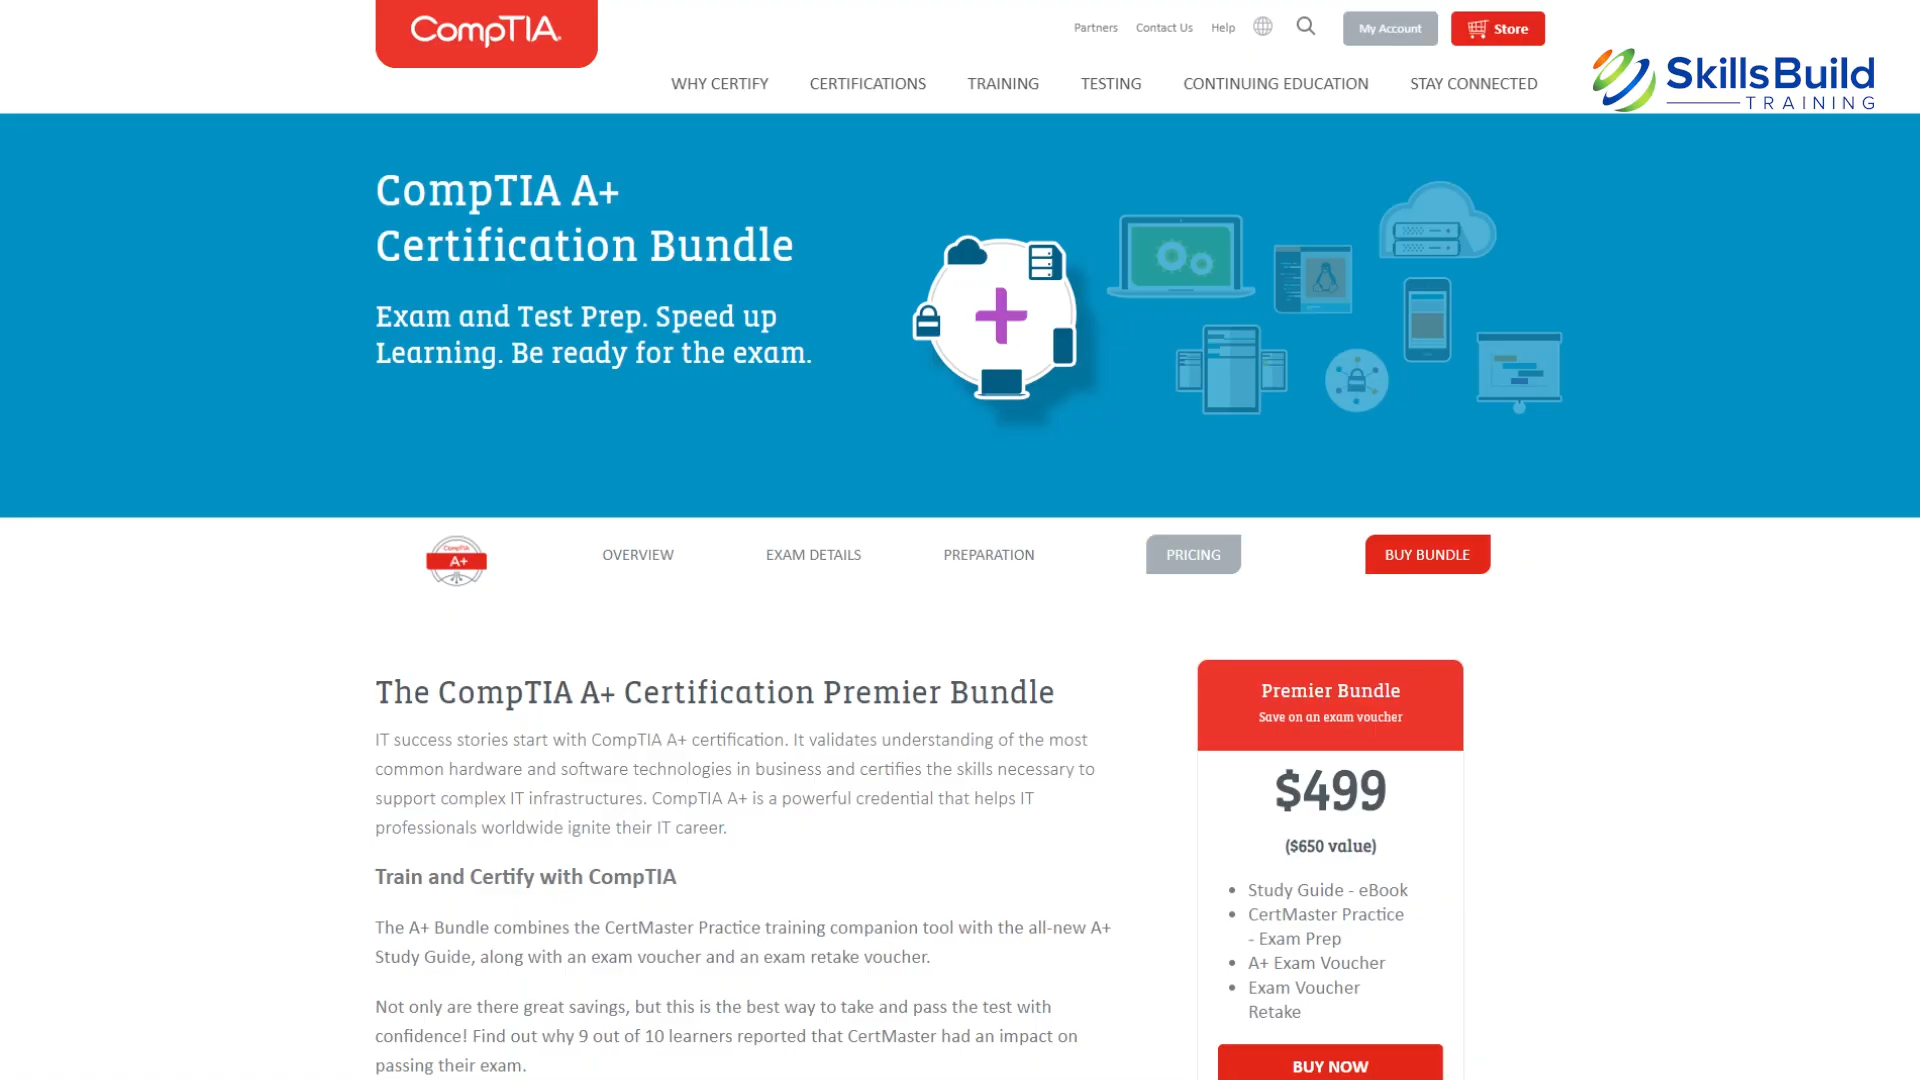 CompTIA.
Partners Contact Us Help My Account Store
WHY CERTIFY CERTIFICATIONS TRAINING TESTING CONTINUING EDUCATION STAY CONNECTED
SkillsBuild
TRAINING
CompTIA A+
Certification Bundle
Exam and Test Prep. Speed up
Learning. Be ready for the exam.
CompTIA
A+
OVERVIEW EXAM DETAILS PREPARATION PRICING BUY BUNDLE
The CompTIA A+ Certification Premier Bundle
IT success stories start with CompTIA A+ certification. It validates understanding of the most
common hardware and software technologies in business and certifies the skills necessary to
support complex IT infrastructures. CompTIA A+ is a powerful credential that helps IT
professionals worldwide ignite their IT career.
Train and Certify with CompTIA
The A+ Bundle combines the CertMaster Practice training companion tool with the all-new A+
Study Guide, along with an exam voucher and an exam retake voucher.
Not only are there great savings, but this is the best way to take and pass the test with
confidence! Find out why 9 out of 10 learners reported that CertMaster had an impact on
passing their exam.
Premier Bundle
Save on an exam voucher
$499
($650 value)
• Study Guide - eBook
• CertMaster Practice
- Exam Prep
• A+ Exam Voucher
• Exam Voucher
Retake
BUY NOW